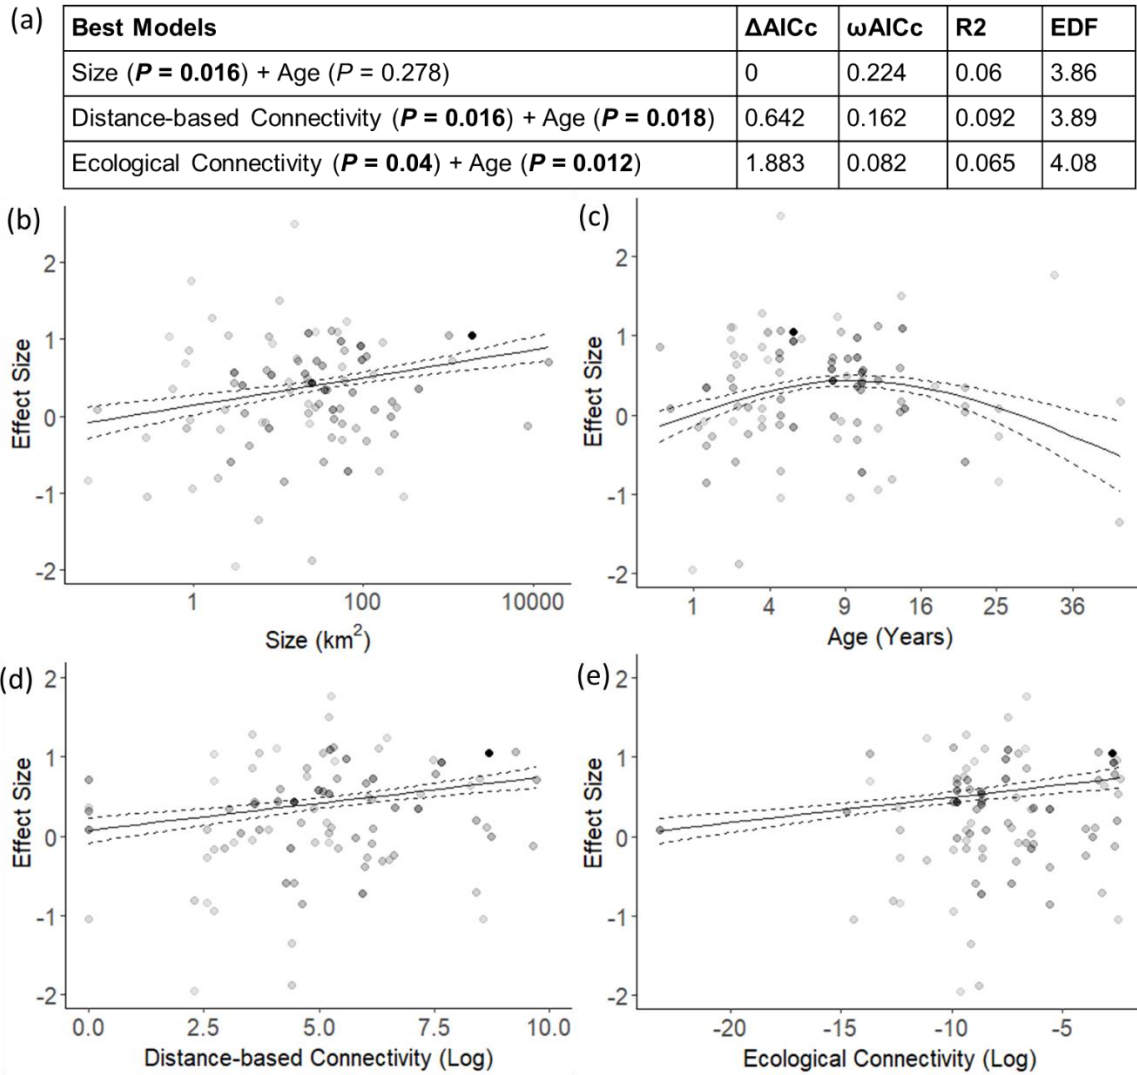 (a)
Best Models ΔAICc ωAICc R2 EDF
Size (P = 0.016) + Age (P = 0.278) 0 0.224 0.06 3.86
Distance-based Connectivity (P = 0.016) + Age (P = 0.018) 0.642 0.162 0.092 3.89
Ecological Connectivity (P = 0.04) + Age (P = 0.012) 1.883 0.082 0.065 4.08
(b)
Effect Size
2
1
0
-1
-2
1 100 10000
Size (km²)
(c)
Effect Size
2
1
0
-1
-2
1 4 9 16 25 36
Age (Years)
(d)
Effect Size
2
1
0
-1
-2
0.0 2.5 5.0 7.5 10.0
Distance-based Connectivity (Log)
(e)
Effect Size
2
1
0
-1
-2
-20 -15 -10 -5
Ecological Connectivity (Log)